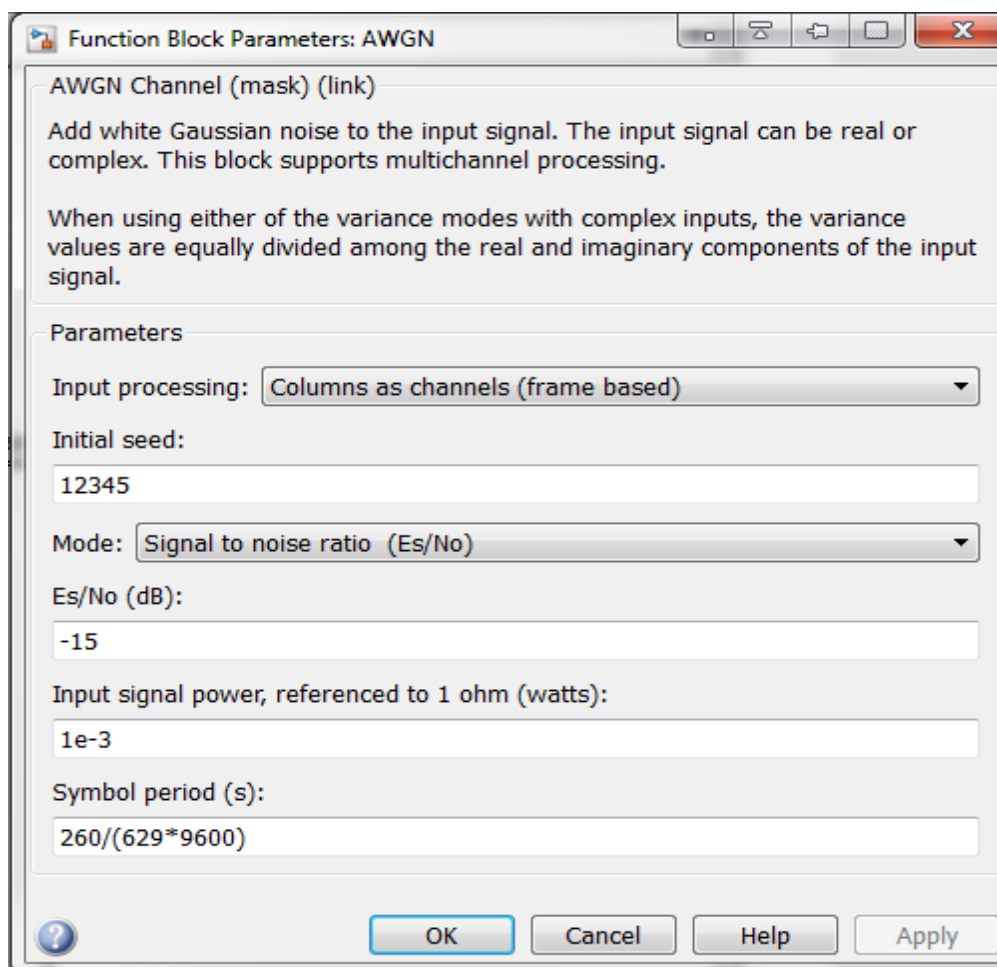 Function Block Parameters: AWGN
AWGN Channel (mask) (link)
Add white Gaussian noise to the input signal. The input signal can be real or
complex. This block supports multichannel processing.
When using either of the variance modes with complex inputs, the variance
values are equally divided among the real and imaginary components of the input
signal.
Parameters
Input processing: Columns as channels (frame based)
Initial seed:
12345
Mode: Signal to noise ratio  (Es/No)
Es/No (dB):
-15
Input signal power, referenced to 1 ohm (watts):
1e-3
Symbol period (s):
260/(629*9600)
? OK Cancel Help Apply